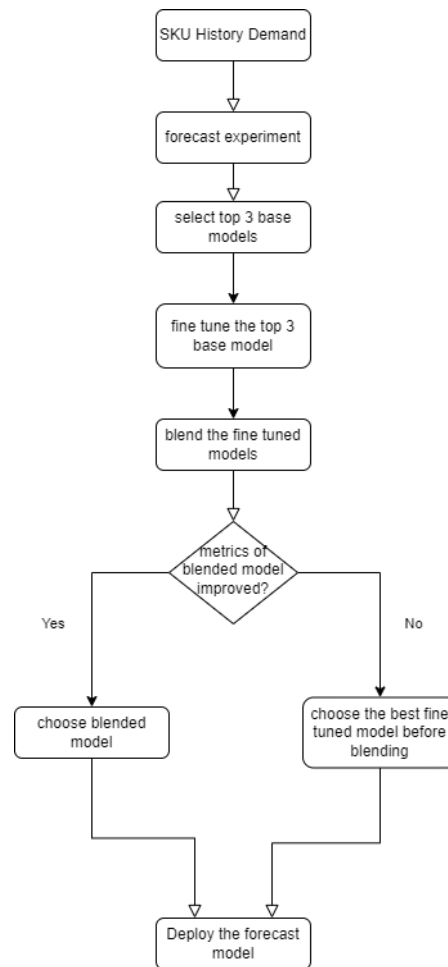 SKU History Demand
forecast experiment
select top 3 base
models
fine tune the top 3
base model
blend the fine tuned
models
metrics of
blended model
improved?
Yes
No
choose blended
model
choose the best fine
tuned model before
blending
Deploy the forecast
model